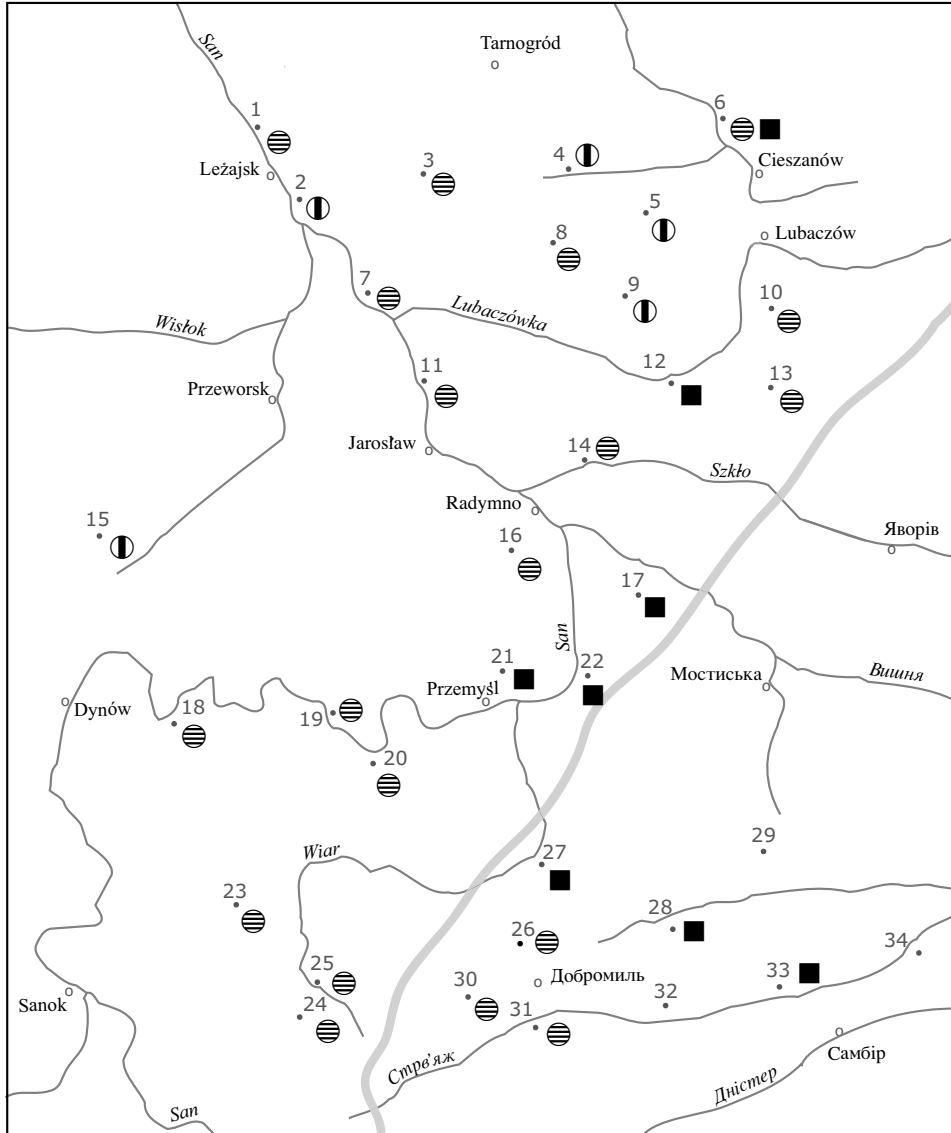 San
Tarnogród
1
6
3
4
Cieszanów
Leżajsk
2
5
8
Lubaczów
7
9
10
Wisłok
Lubaczówka
11
12
13
Przeworsk
Jarosław
14
Szkło
Radymno
15
16
Яворів
17
San
21
22
Przemyśl
Мостиська
Вишня
Dynów
18
19
20
Wiar
27
29
23
26
28
34
25
30
Добромиль
33
Sanok
24
31
32
Самбір
Стрв'яж
Дністер
San